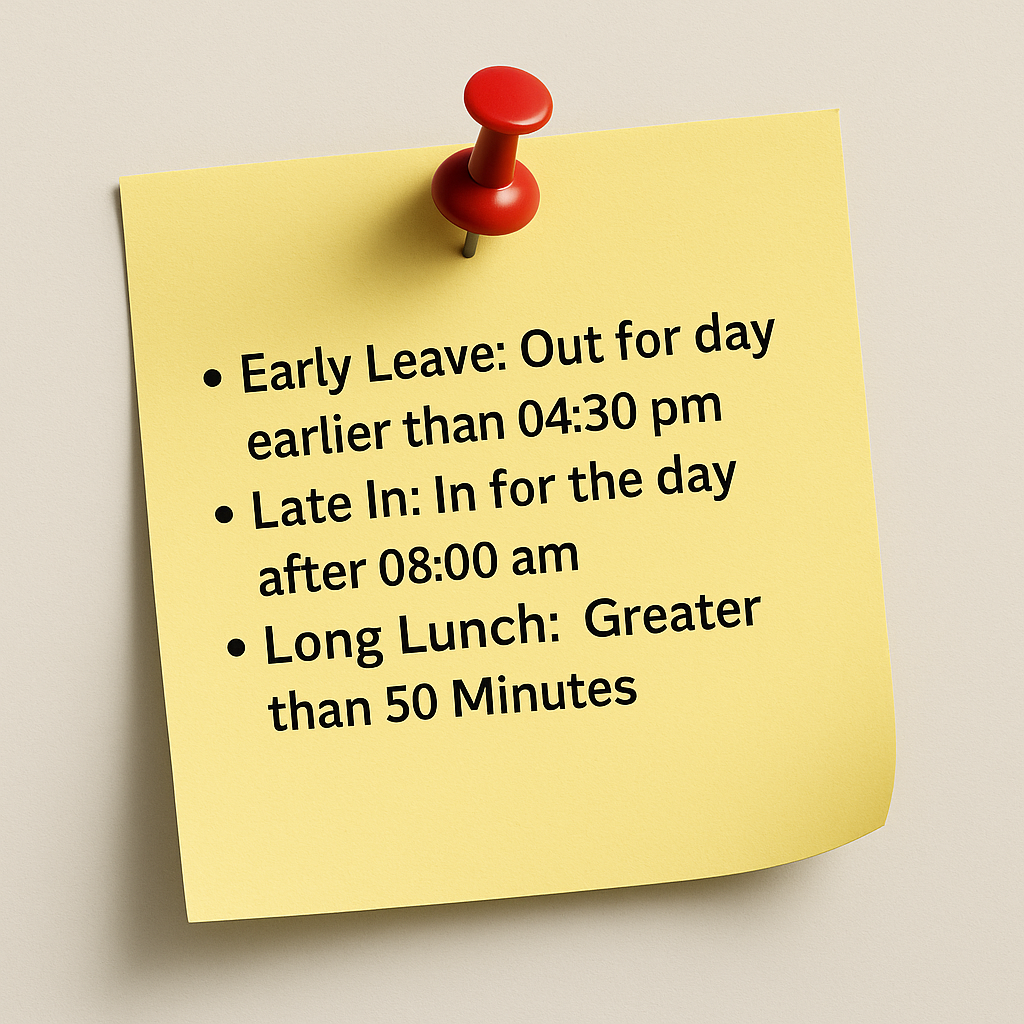 • Early Leave: Out for day
earlier than 04:30 pm
• Late In: In for the day
after 08:00 am
• Long Lunch:  Greater
than 50 Minutes